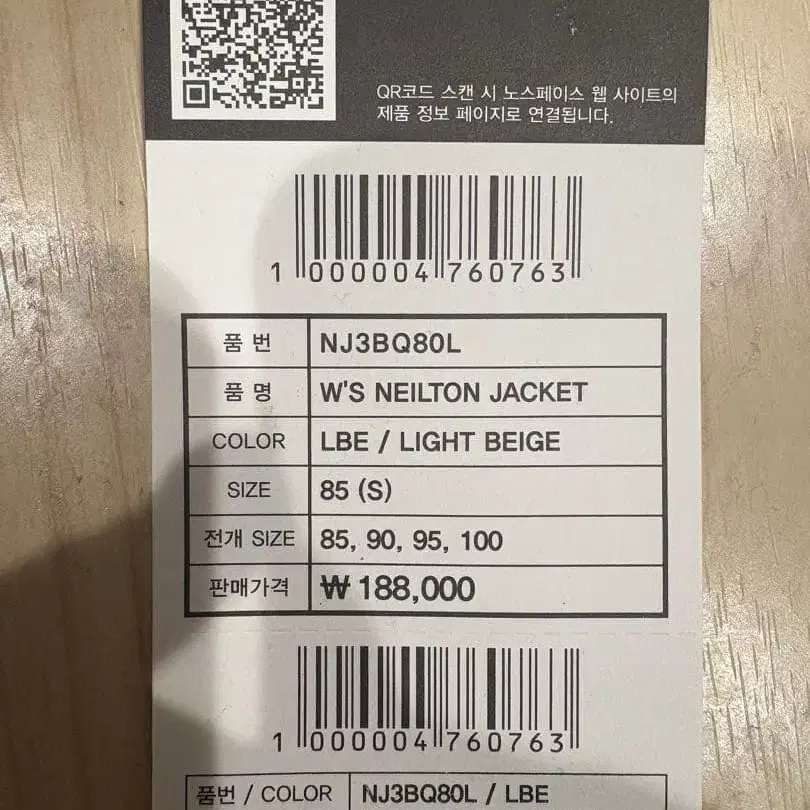 QR코드 스캔 시 노스페이스 웹 사이트의
제품 정보 페이지로 연결됩니다.
1 000004 760763
품 번 NJ3BQ80L
품 명 W'S NEILTON JACKET
COLOR LBE / LIGHT BEIGE
SIZE 85 (S)
전개 SIZE 85, 90, 95, 100
판매가격 ₩ 188,000
1 000004 760763
품번 / COLOR NJ3BQ80L / LBE